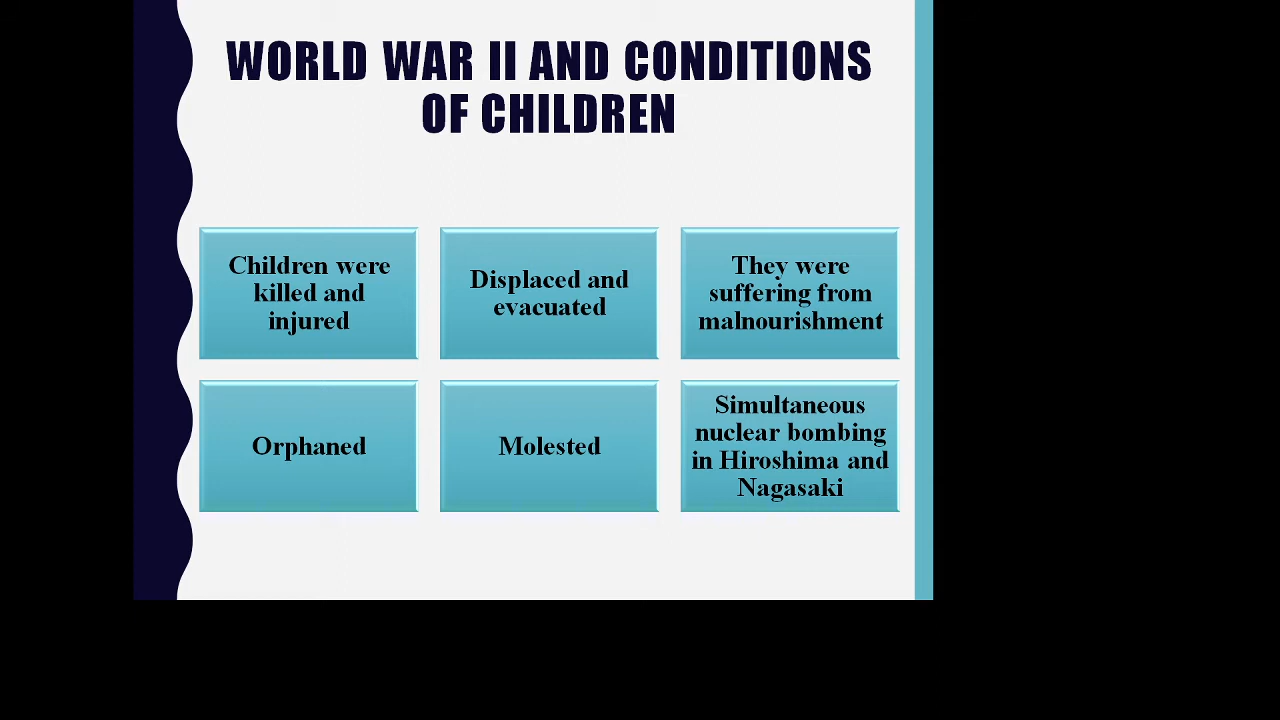 WORLD WAR II AND CONDITIONS
OF CHILDREN
Children were
killed and
injured
Displaced and
evacuated
They were
suffering from
malnourishment
Orphaned
Molested
Simultaneous
nuclear bombing
in Hiroshima and
Nagasaki